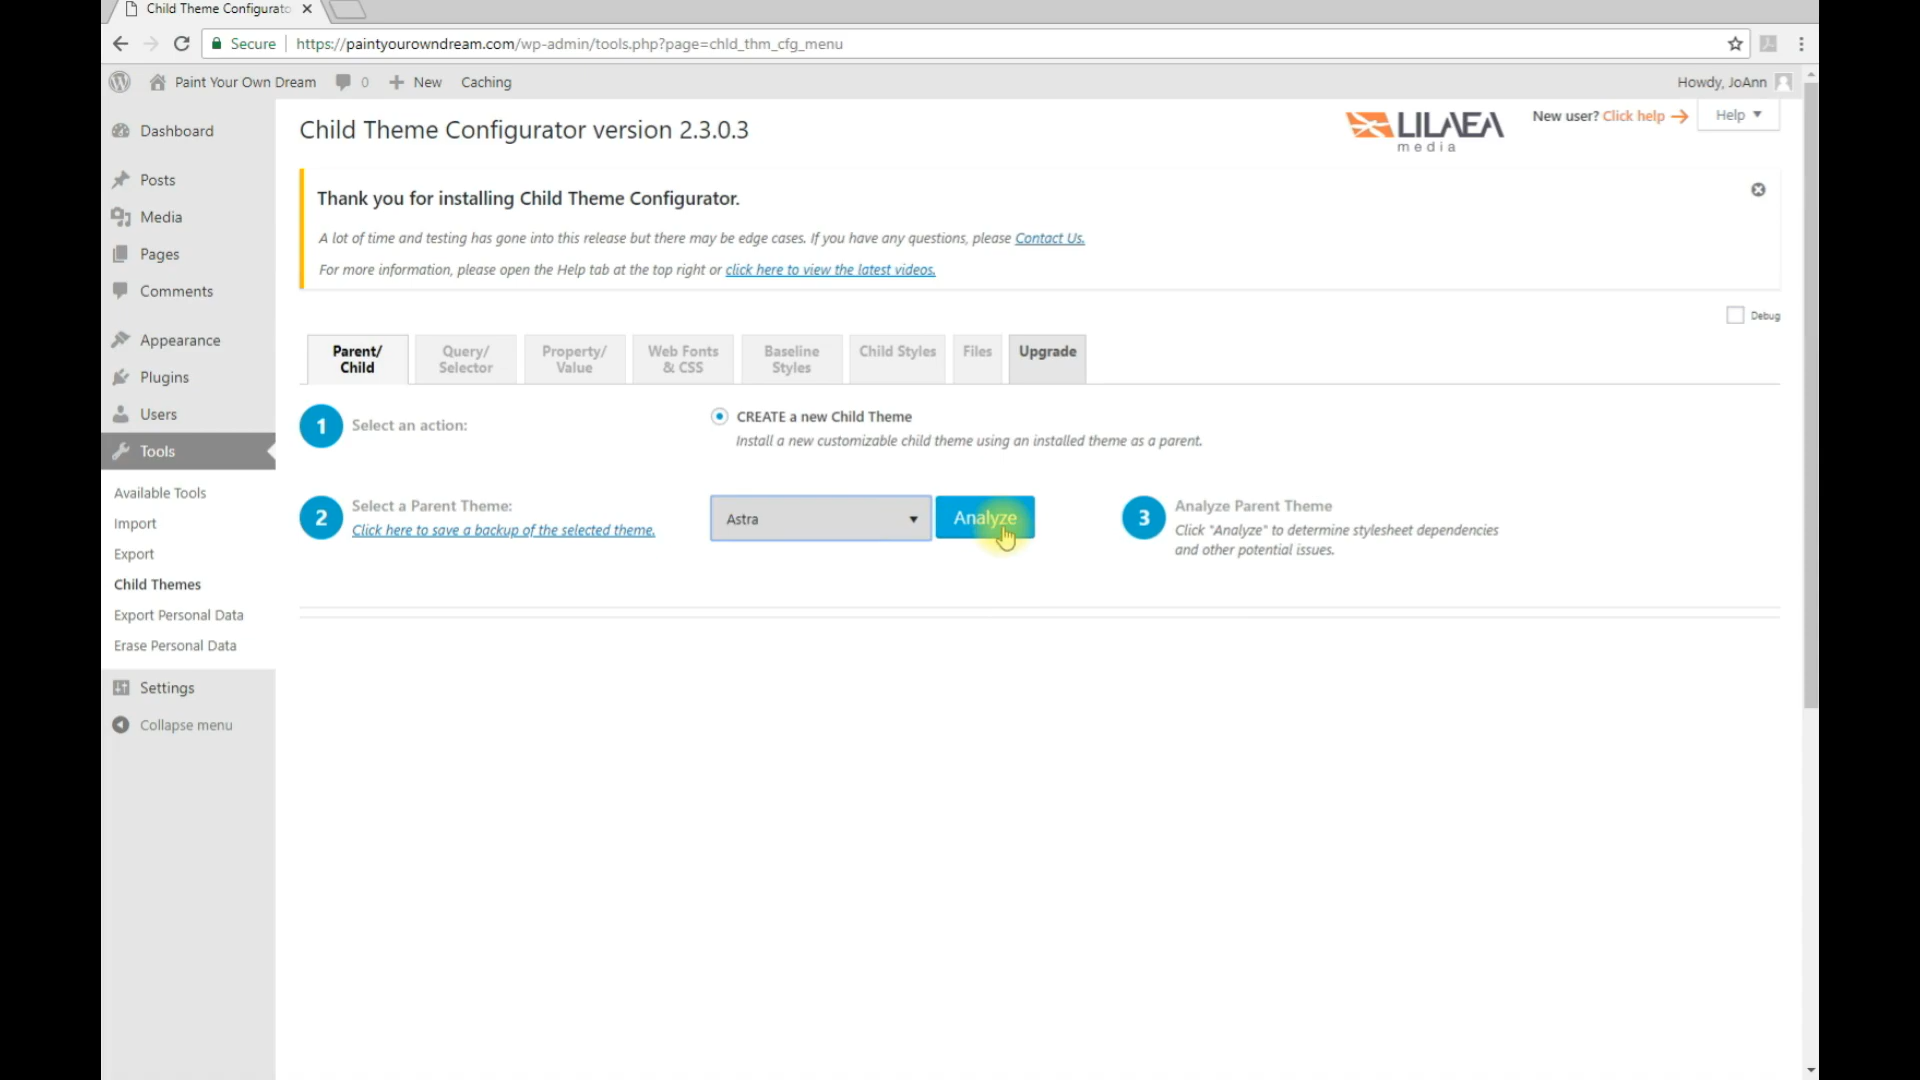 Child Theme Configurato
Secure https://paintyourowndream.com/wp-admin/tools.php?page=chld_thm_cfg_menu
Paint Your Own Dream 0 New Caching Howdy, JoAnn
Dashboard
Posts
Media
Pages
Comments
Appearance
Plugins
Users
Tools
Available Tools
Import
Export
Child Themes
Export Personal Data
Erase Personal Data
Settings
Collapse menu
Child Theme Configurator version 2.3.0.3
LILAEA
media
New user? Click help
Help
Thank you for installing Child Theme Configurator.
A lot of time and testing has gone into this release but there may be edge cases. If you have any questions, please Contact Us.
For more information, please open the Help tab at the top right or click here to view the latest videos.
Debug
Parent/
Child
Query/
Selector
Property/
Value
Web Fonts
& CSS
Baseline
Styles
Child Styles
Files
Upgrade
1 Select an action:
CREATE a new Child Theme
Install a new customizable child theme using an installed theme as a parent.
2 Select a Parent Theme:
Click here to save a backup of the selected theme.
Astra
Analyze
3 Analyze Parent Theme
Click "Analyze" to determine stylesheet dependencies
and other potential issues.